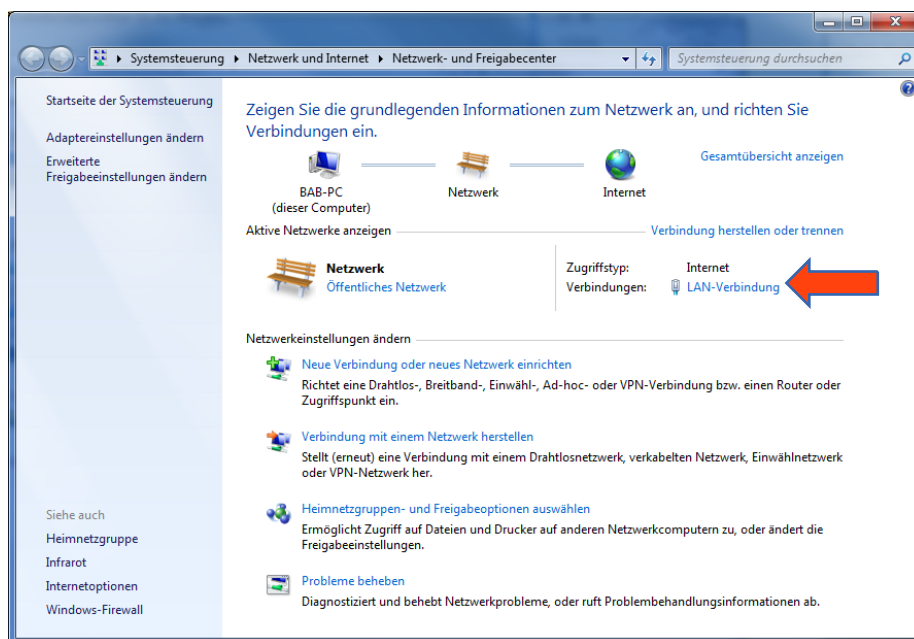 Systemsteuerung ▸ Netzwerk und Internet ▸ Netzwerk- und Freigabecenter
Systemsteuerung durchsuchen
Startseite der Systemsteuerung
Adaptereinstellungen ändern
Erweiterte
Freigabeeinstellungen ändern
Zeigen Sie die grundlegenden Informationen zum Netzwerk an, und richten Sie
Verbindungen ein.
Gesamtübersicht anzeigen
BAB-PC
(dieser Computer)
Netzwerk
Internet
Aktive Netzwerke anzeigen
Verbindung herstellen oder trennen
Netzwerk
Öffentliches Netzwerk
Zugriffstyp: Internet
Verbindungen: LAN-Verbindung
Netzwerkeinstellungen ändern
Neue Verbindung oder neues Netzwerk einrichten
Richtet eine Drahtlos-, Breitband-, Einwähl-, Ad-hoc- oder VPN-Verbindung bzw. einen Router oder
Zugriffspunkt ein.
Verbindung mit einem Netzwerk herstellen
Stellt (erneut) eine Verbindung mit einem Drahtlosnetzwerk, verkabelten Netzwerk, Einwählnetzwerk
oder VPN-Netzwerk her.
Heimnetzgruppen- und Freigabeoptionen auswählen
Ermöglicht Zugriff auf Dateien und Drucker auf anderen Netzwerkcomputern zu, oder ändert die
Freigabeeinstellungen.
Probleme beheben
Diagnostiziert und behebt Netzwerkprobleme, oder ruft Problembehandlungsinformationen ab.
Siehe auch
Heimnetzgruppe
Infrarot
Internetoptionen
Windows-Firewall